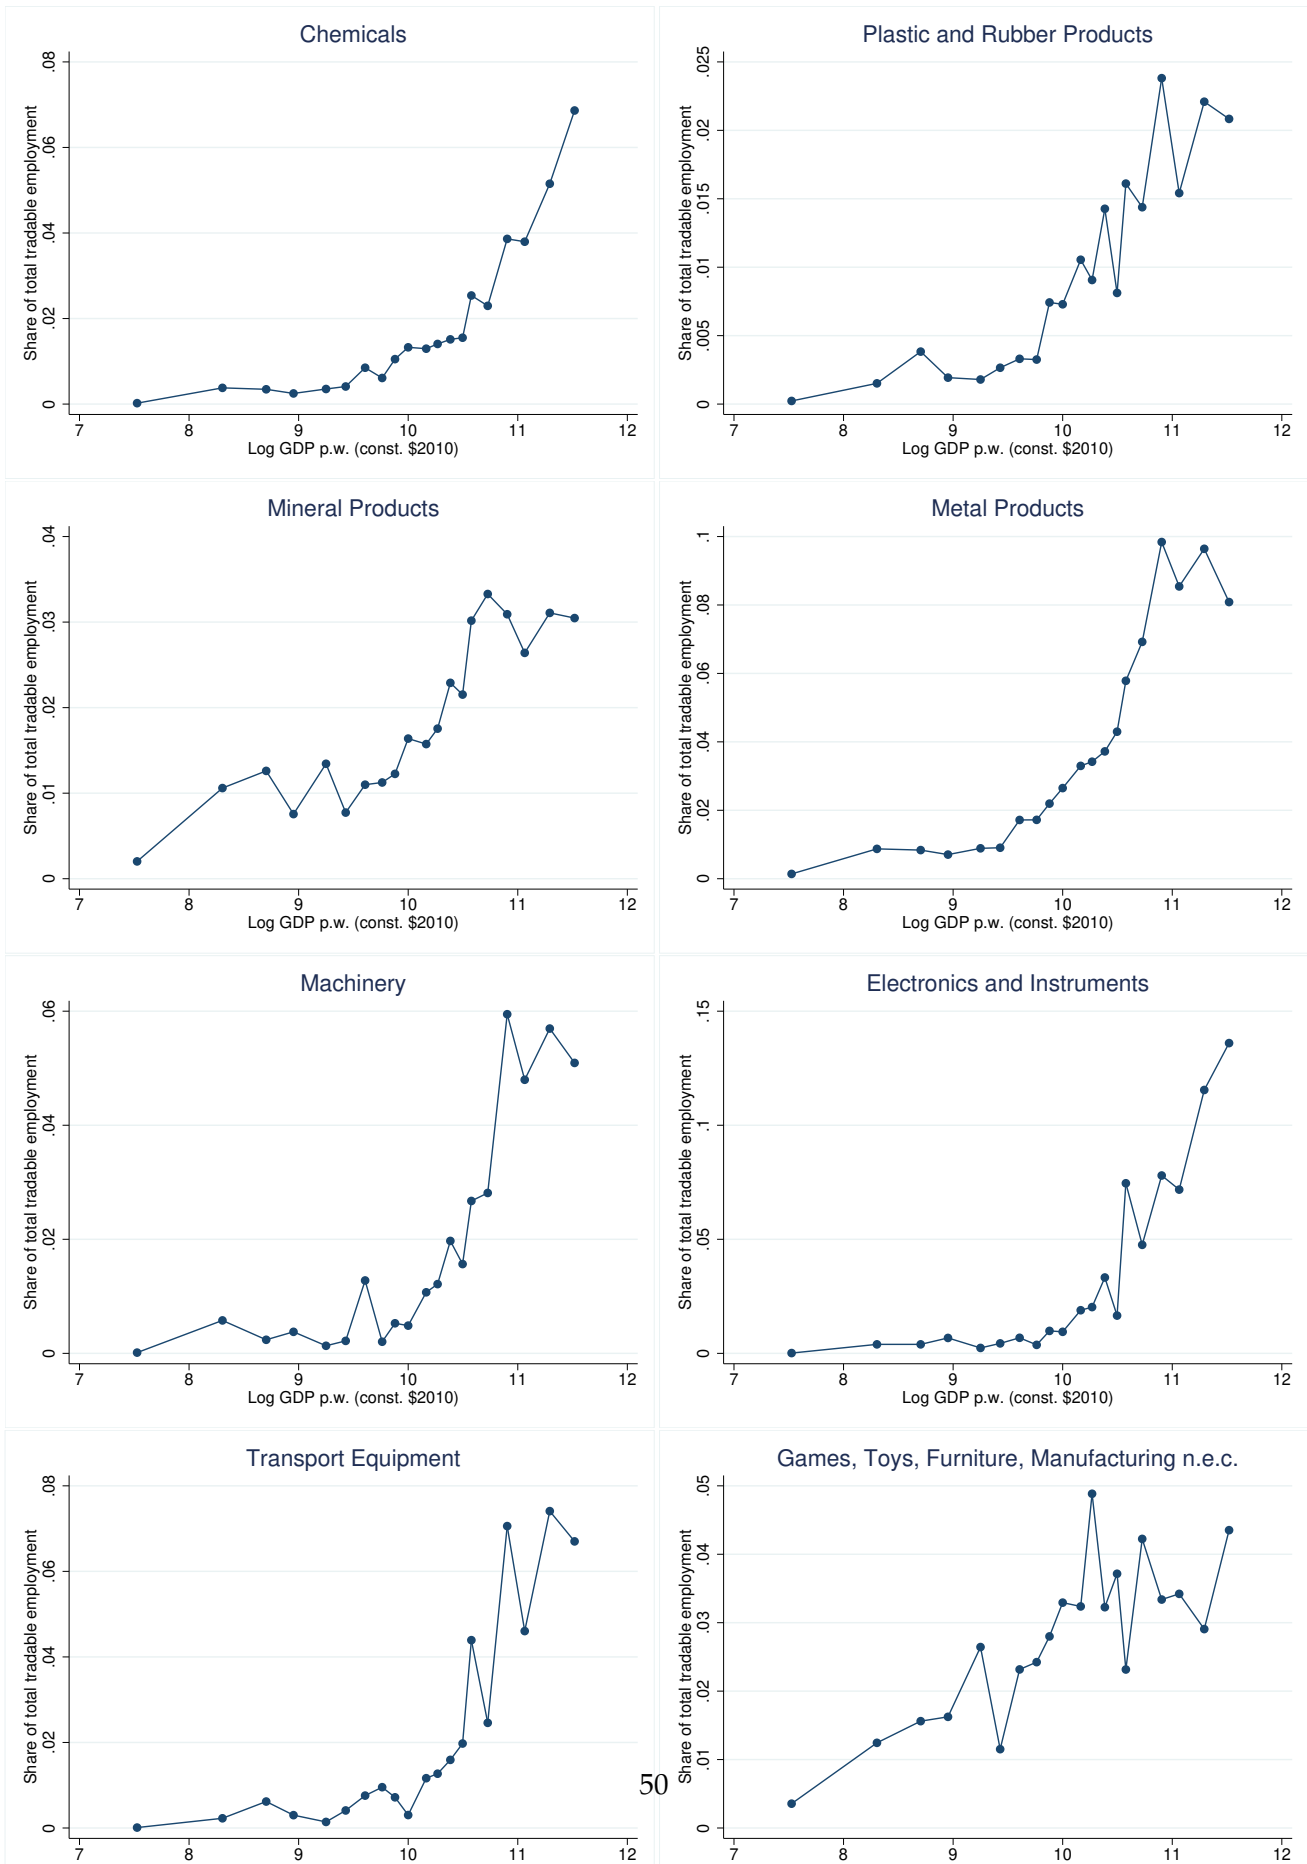 Chemicals
Share of total tradable employment
0 .02 .04 .06 .08
7 8 9 10 11 12
Log GDP p.w. (const. $2010)
Plastic and Rubber Products
Share of total tradable employment
0 .005 .01 .015 .02 .025
7 8 9 10 11 12
Log GDP p.w. (const. $2010)
Mineral Products
Share of total tradable employment
0 .01 .02 .03 .04
7 8 9 10 11 12
Log GDP p.w. (const. $2010)
Metal Products
Share of total tradable employment
0 .02 .04 .06 .08 .1
7 8 9 10 11 12
Log GDP p.w. (const. $2010)
Machinery
Share of total tradable employment
0 .02 .04 .06
7 8 9 10 11 12
Log GDP p.w. (const. $2010)
Electronics and Instruments
Share of total tradable employment
0 .05 .1 .15
7 8 9 10 11 12
Log GDP p.w. (const. $2010)
Transport Equipment
Share of total tradable employment
0 .02 .04 .06 .08
7 8 9 10 11 12
Games, Toys, Furniture, Manufacturing n.e.c.
Share of total tradable employment
0 .01 .02 .03 .04 .05
7 8 9 10 11 12
50